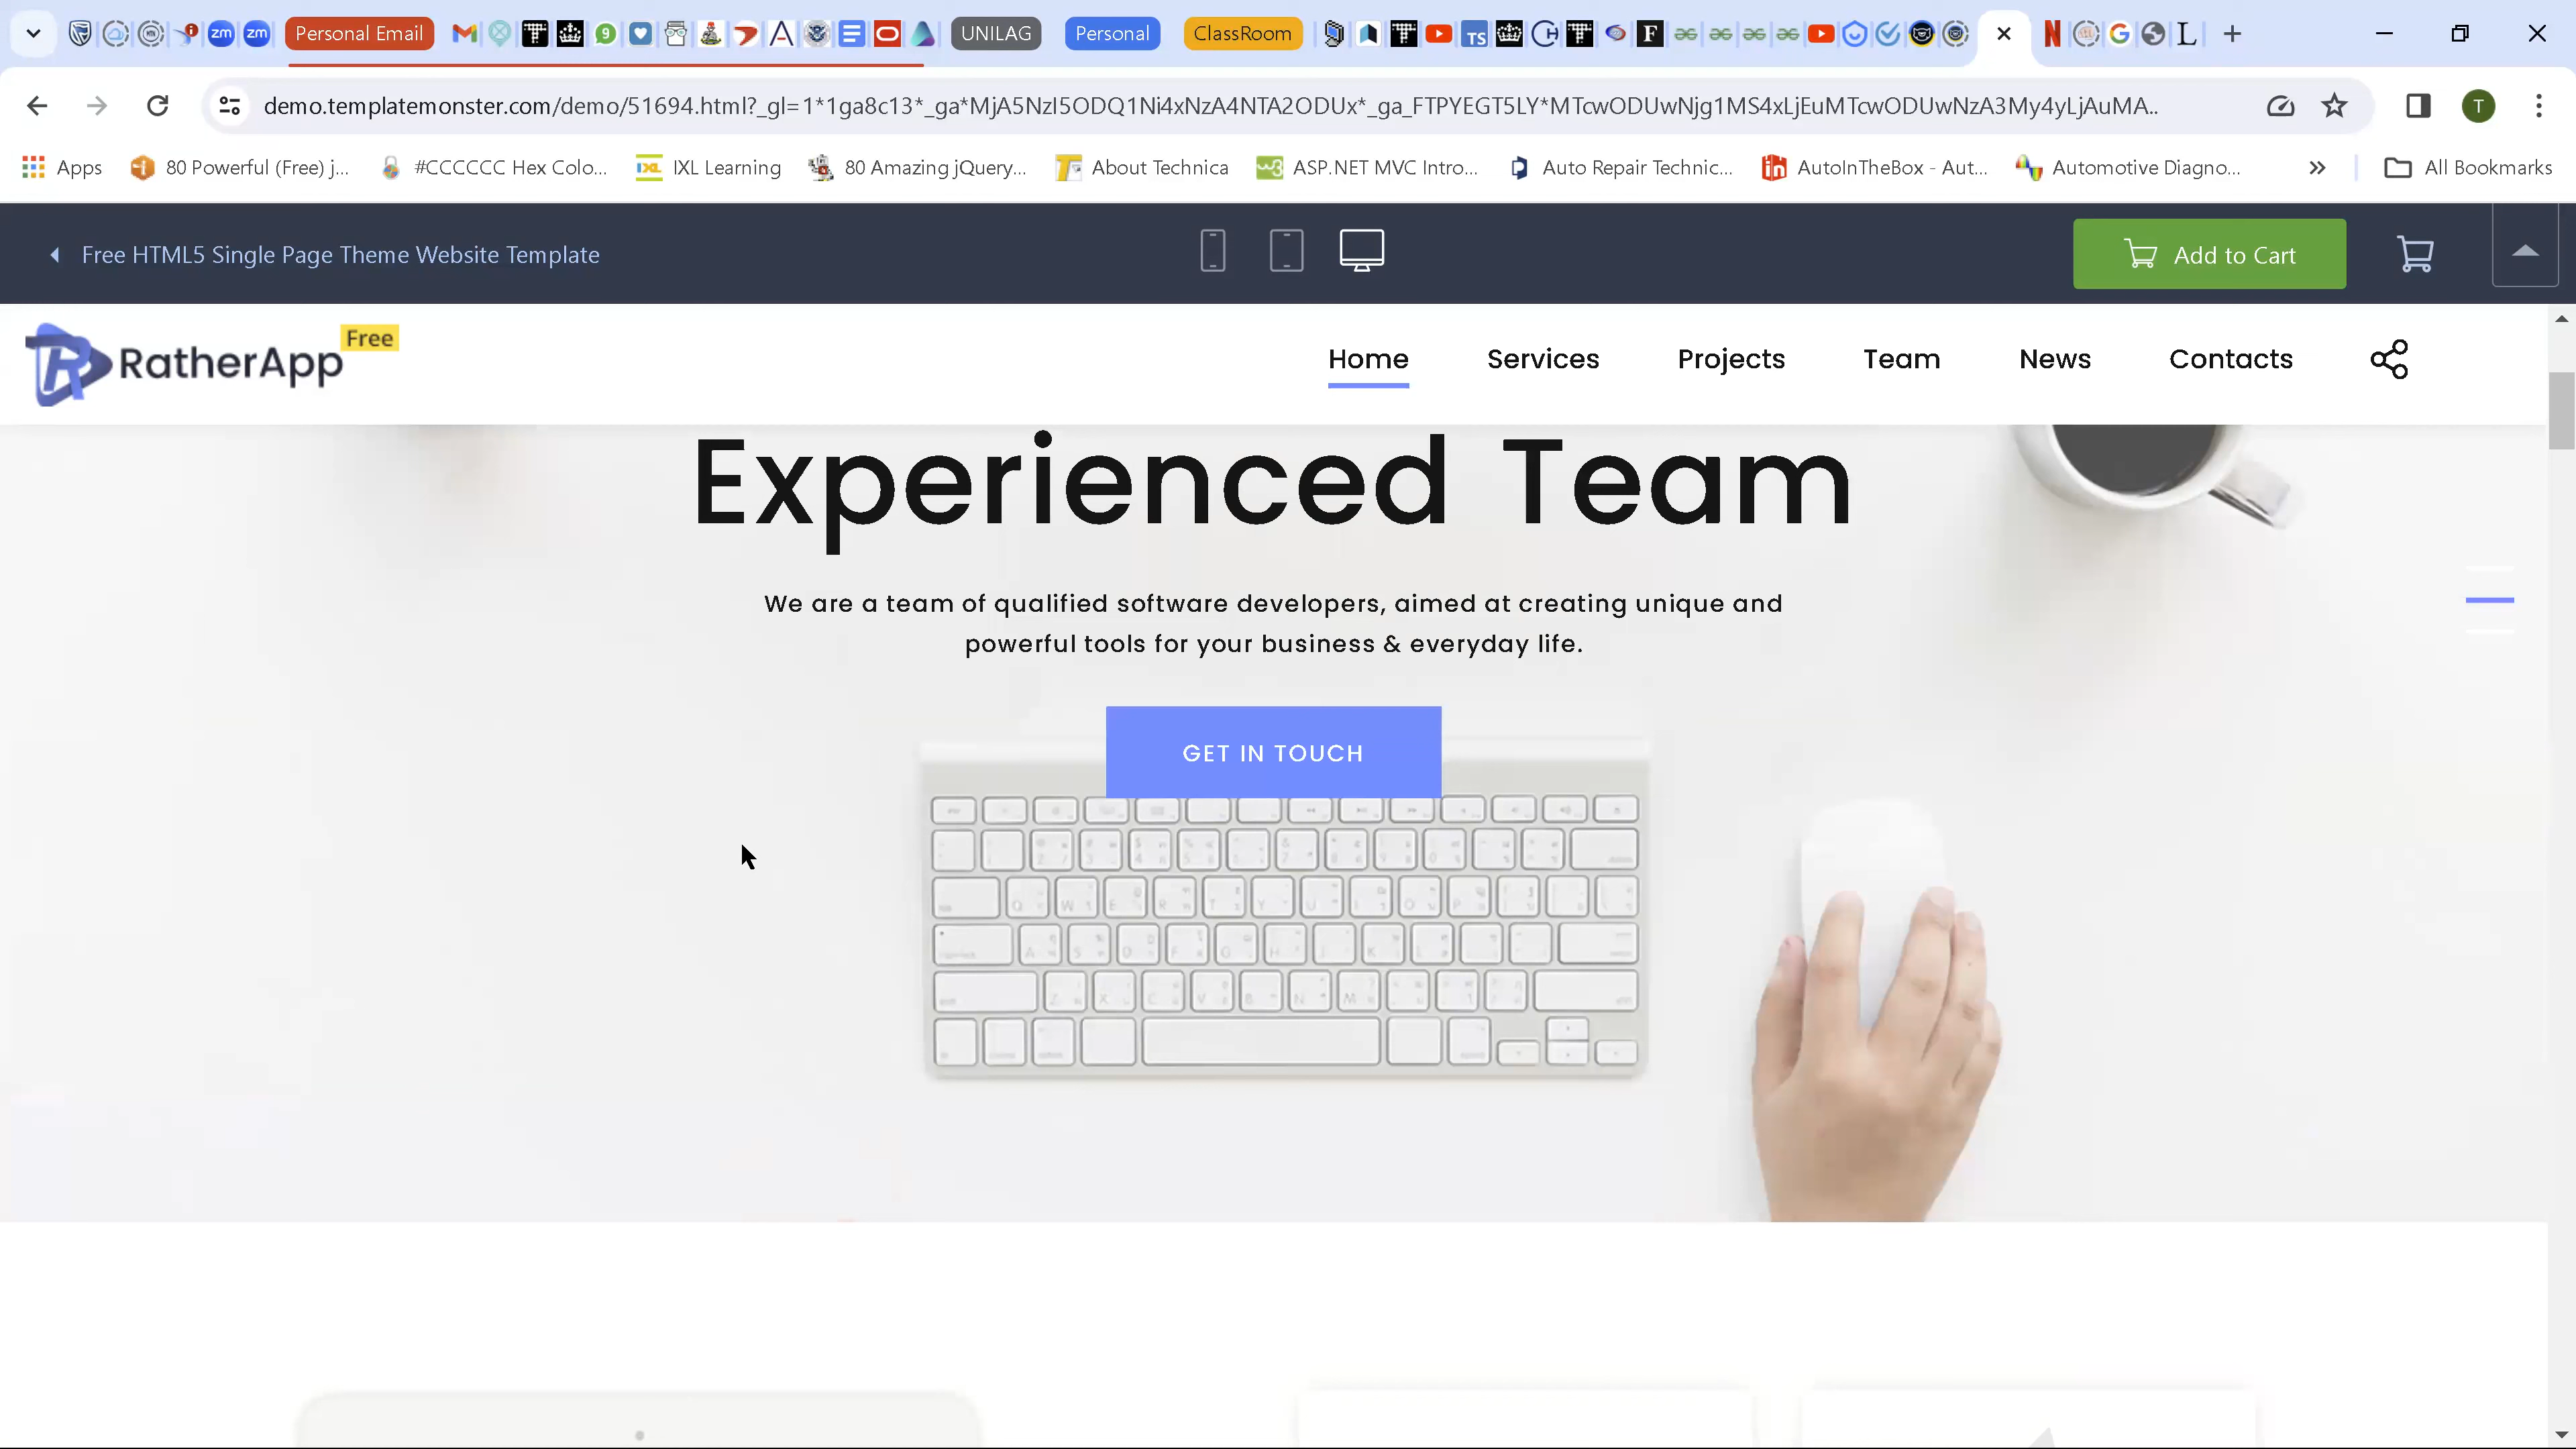 zm
zm
Personal Email
9
UNILAG
Personal
ClassRoom
TS
F
L
demo.templatemonster.com/demo/51694.html?_gl=1*1ga8c13*_ga*MjA5NzI5ODQ1Ni4xNzA4NTA2ODUx*_ga_FTPYEGT5LY*MTcwODUwNjg1MS4xLjEuMTcwODUwNzA3My4yLjAuMA..
T
Apps
80 Powerful (Free) j...
#CCCCCC Hex Colo...
IXL Learning
80 Amazing jQuery...
About Technica
ASP.NET MVC Intro...
Auto Repair Technic...
AutoInTheBox - Aut...
Automotive Diagno...
All Bookmarks
Free HTML5 Single Page Theme Website Template
Add to Cart
RatherApp
Free
Home
Services
Projects
Team
News
Contacts
Experienced Team
We are a team of qualified software developers, aimed at creating unique and
powerful tools for your business & everyday life.
GET IN TOUCH